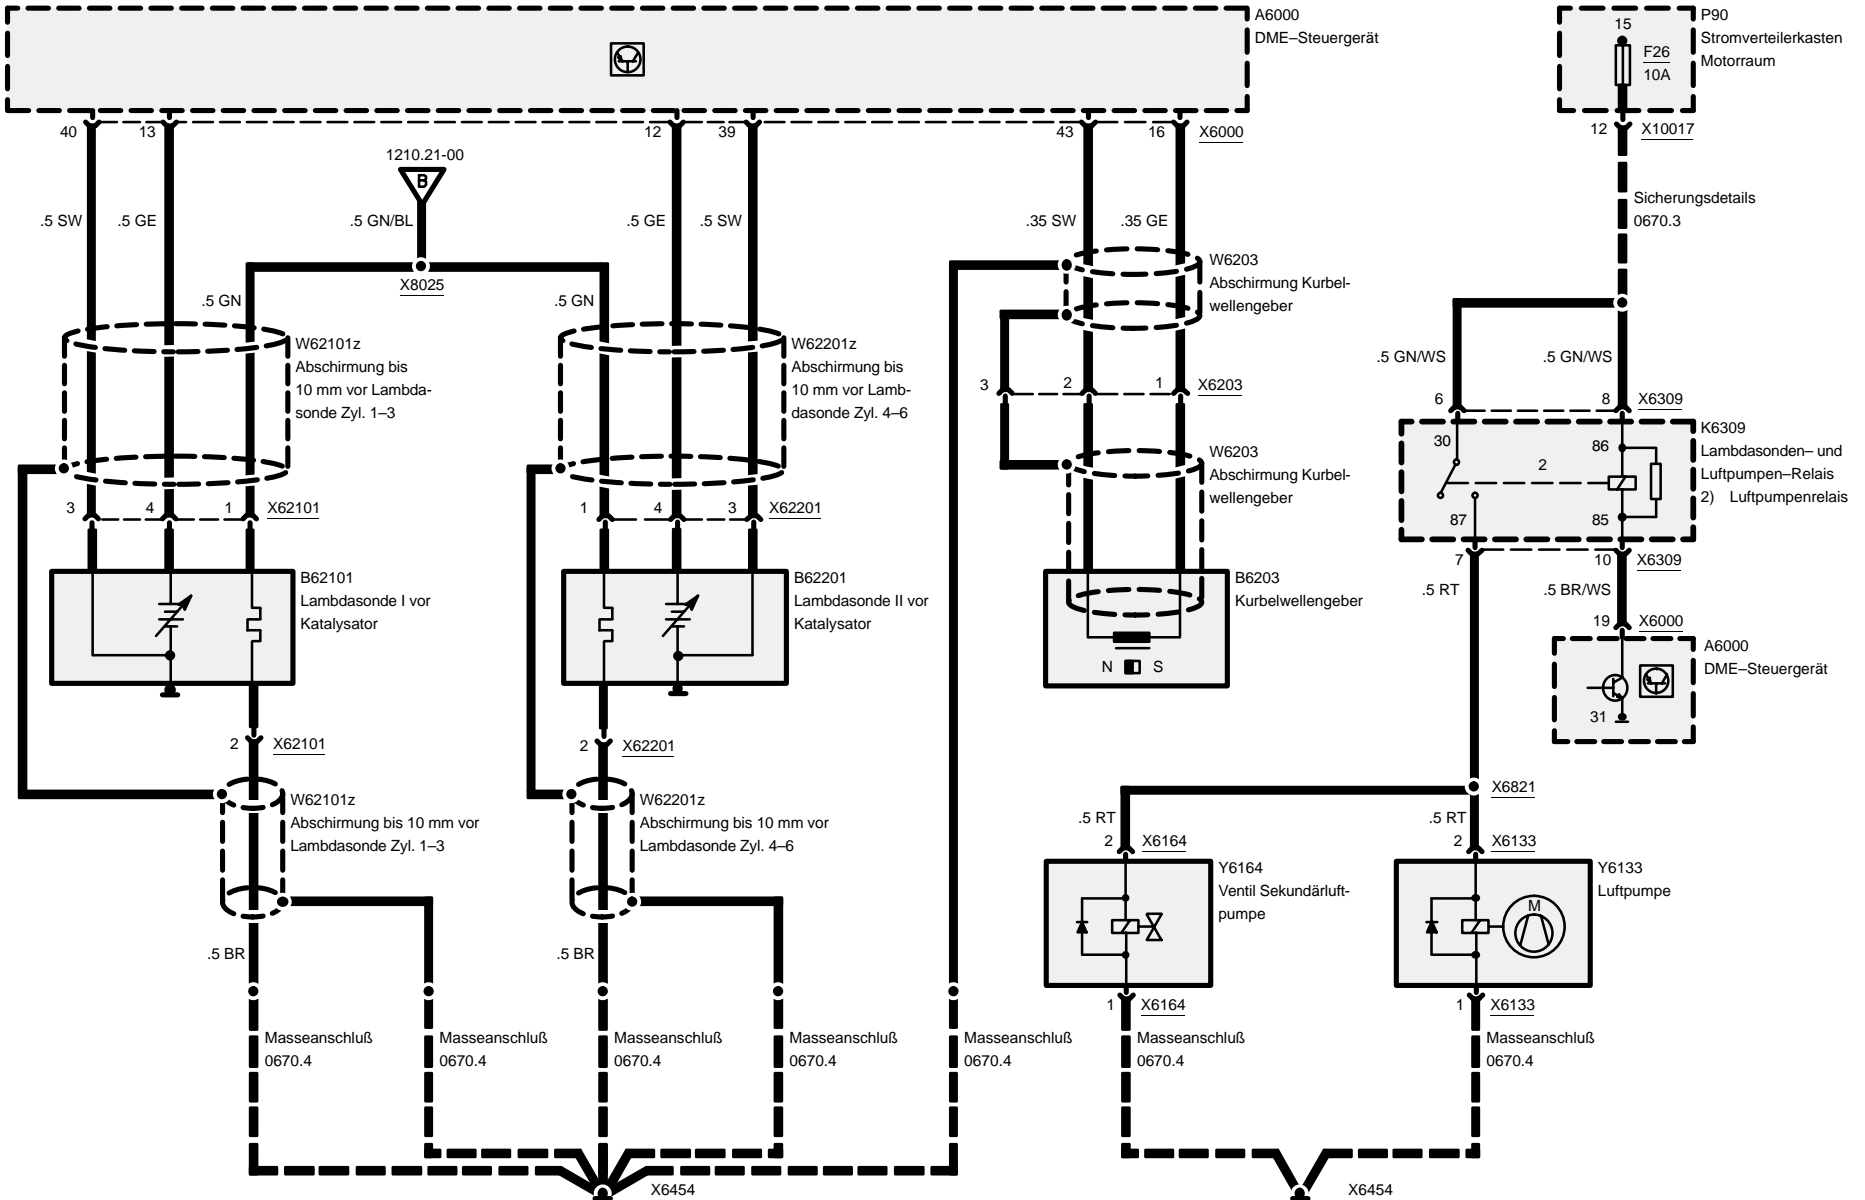 A6000
DME–Steuergerät
P90
Stromverteilerkasten
Motorraum
15
F26
10A
40
13
12
39
43
16
X6000
12
X10017
1210.21-00
B
.5 SW
.5 GE
.5 GN/BL
.5 GE
.5 SW
.35 SW
.35 GE
Sicherungsdetails
0670.3
X8025
.5 GN
.5 GN
W6203
Abschirmung Kurbel-
wellengeber
W62101z
Abschirmung bis
10 mm vor Lambda-
sonde Zyl. 1–3
W62201z
Abschirmung bis
10 mm vor Lamb-
dasonde Zyl. 4–6
.5 GN/WS
.5 GN/WS
3
2
1
X6203
6
8
X6309
K6309
Lambdasonden– und
Luftpumpen–Relais
2) Luftpumpenrelais
30
86
2
87
85
W6203
Abschirmung Kurbel-
wellengeber
3
4
1
X62101
1
4
3
X62201
7
10
X6309
.5 RT
.5 BR/WS
B62101
Lambdasonde I vor
Katalysator
B62201
Lambdasonde II vor
Katalysator
B6203
Kurbelwellengeber
N
S
19
X6000
A6000
DME–Steuergerät
31
2
X62101
2
X62201
W62101z
Abschirmung bis 10 mm vor
Lambdasonde Zyl. 1–3
W62201z
Abschirmung bis 10 mm vor
Lambdasonde Zyl. 4–6
X6821
.5 RT
.5 RT
2
X6164
2
X6133
Y6164
Ventil Sekundärluft-
pumpe
Y6133
Luftpumpe
M
.5 BR
.5 BR
1
X6164
1
X6133
Masseanschluß
0670.4
Masseanschluß
0670.4
Masseanschluß
0670.4
Masseanschluß
0670.4
Masseanschluß
0670.4
Masseanschluß
0670.4
Masseanschluß
0670.4
X6454
X6454